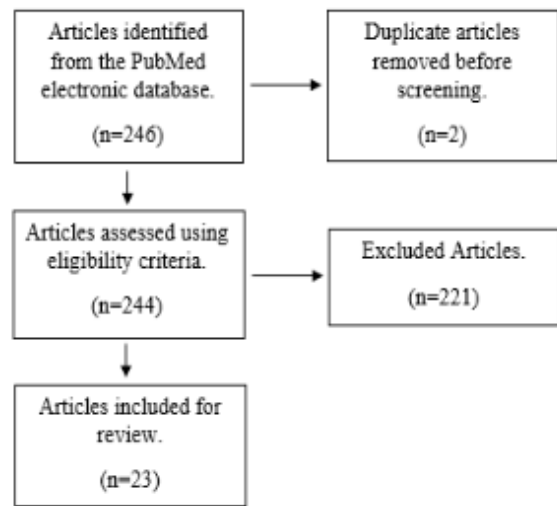 Articles identified
from the PubMed
electronic database.
(n=246)
Duplicate articles
removed before
screening.
(n=2)
Articles assessed using
eligibility criteria.
(n=244)
Excluded Articles.
(n=221)
Articles included for
review.
(n=23)